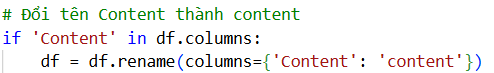 # Đổi tên Content thành content
if 'Content' in df.columns:
    df = df.rename(columns={'Content': 'content'})